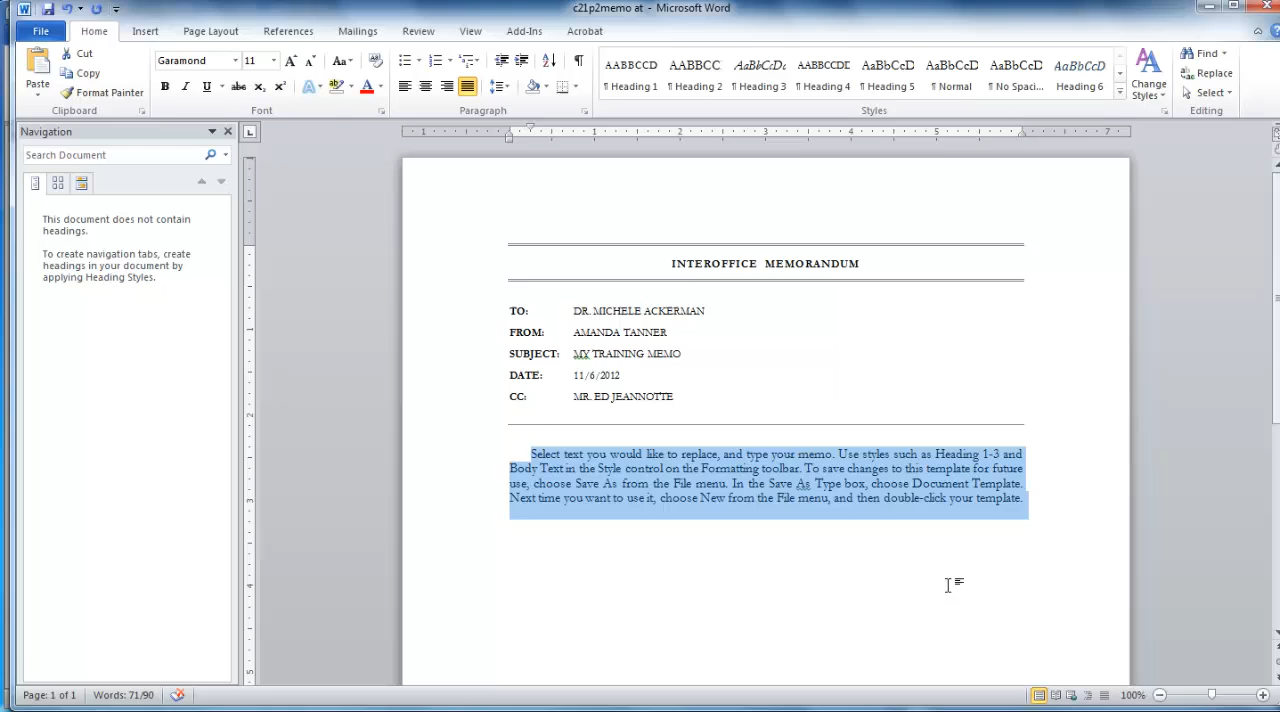 c21p2memo at - Microsoft Word
File Home Insert Page Layout References Mailings Review View Add-Ins Acrobat
Paste
Cut
Copy
Format Painter
Clipboard
Garamond 11
Font
Paragraph
AABBCCD AABBCC AaBbCcDc AABBCCDE AaBbCcD AaBbCcD AaBbCcD AaBbCcD
¶ Heading 1 ¶ Heading 2 ¶ Heading 3 ¶ Heading 4 ¶ Heading 5 ¶ Normal ¶ No Spaci... Heading 6
Change
Styles
Styles
Find
Replace
Select
Editing
Navigation
Search Document
This document does not contain
headings.
To create navigation tabs, create
headings in your document by
applying Heading Styles.
INTEROFFICE MEMORANDUM
TO: DR. MICHELE ACKERMAN
FROM: AMANDA TANNER
SUBJECT: MY TRAINING MEMO
DATE: 11/6/2012
CC: MR. ED JEANNOTTE
Select text you would like to replace, and type your memo. Use styles such as Heading 1-3 and
Body Text in the Style control on the Formatting toolbar. To save changes to this template for future
use, choose Save As from the File menu. In the Save As Type box, choose Document Template.
Next time you want to use it, choose New from the File menu, and then double-click your template.
Page: 1 of 1 Words: 71/90 100%